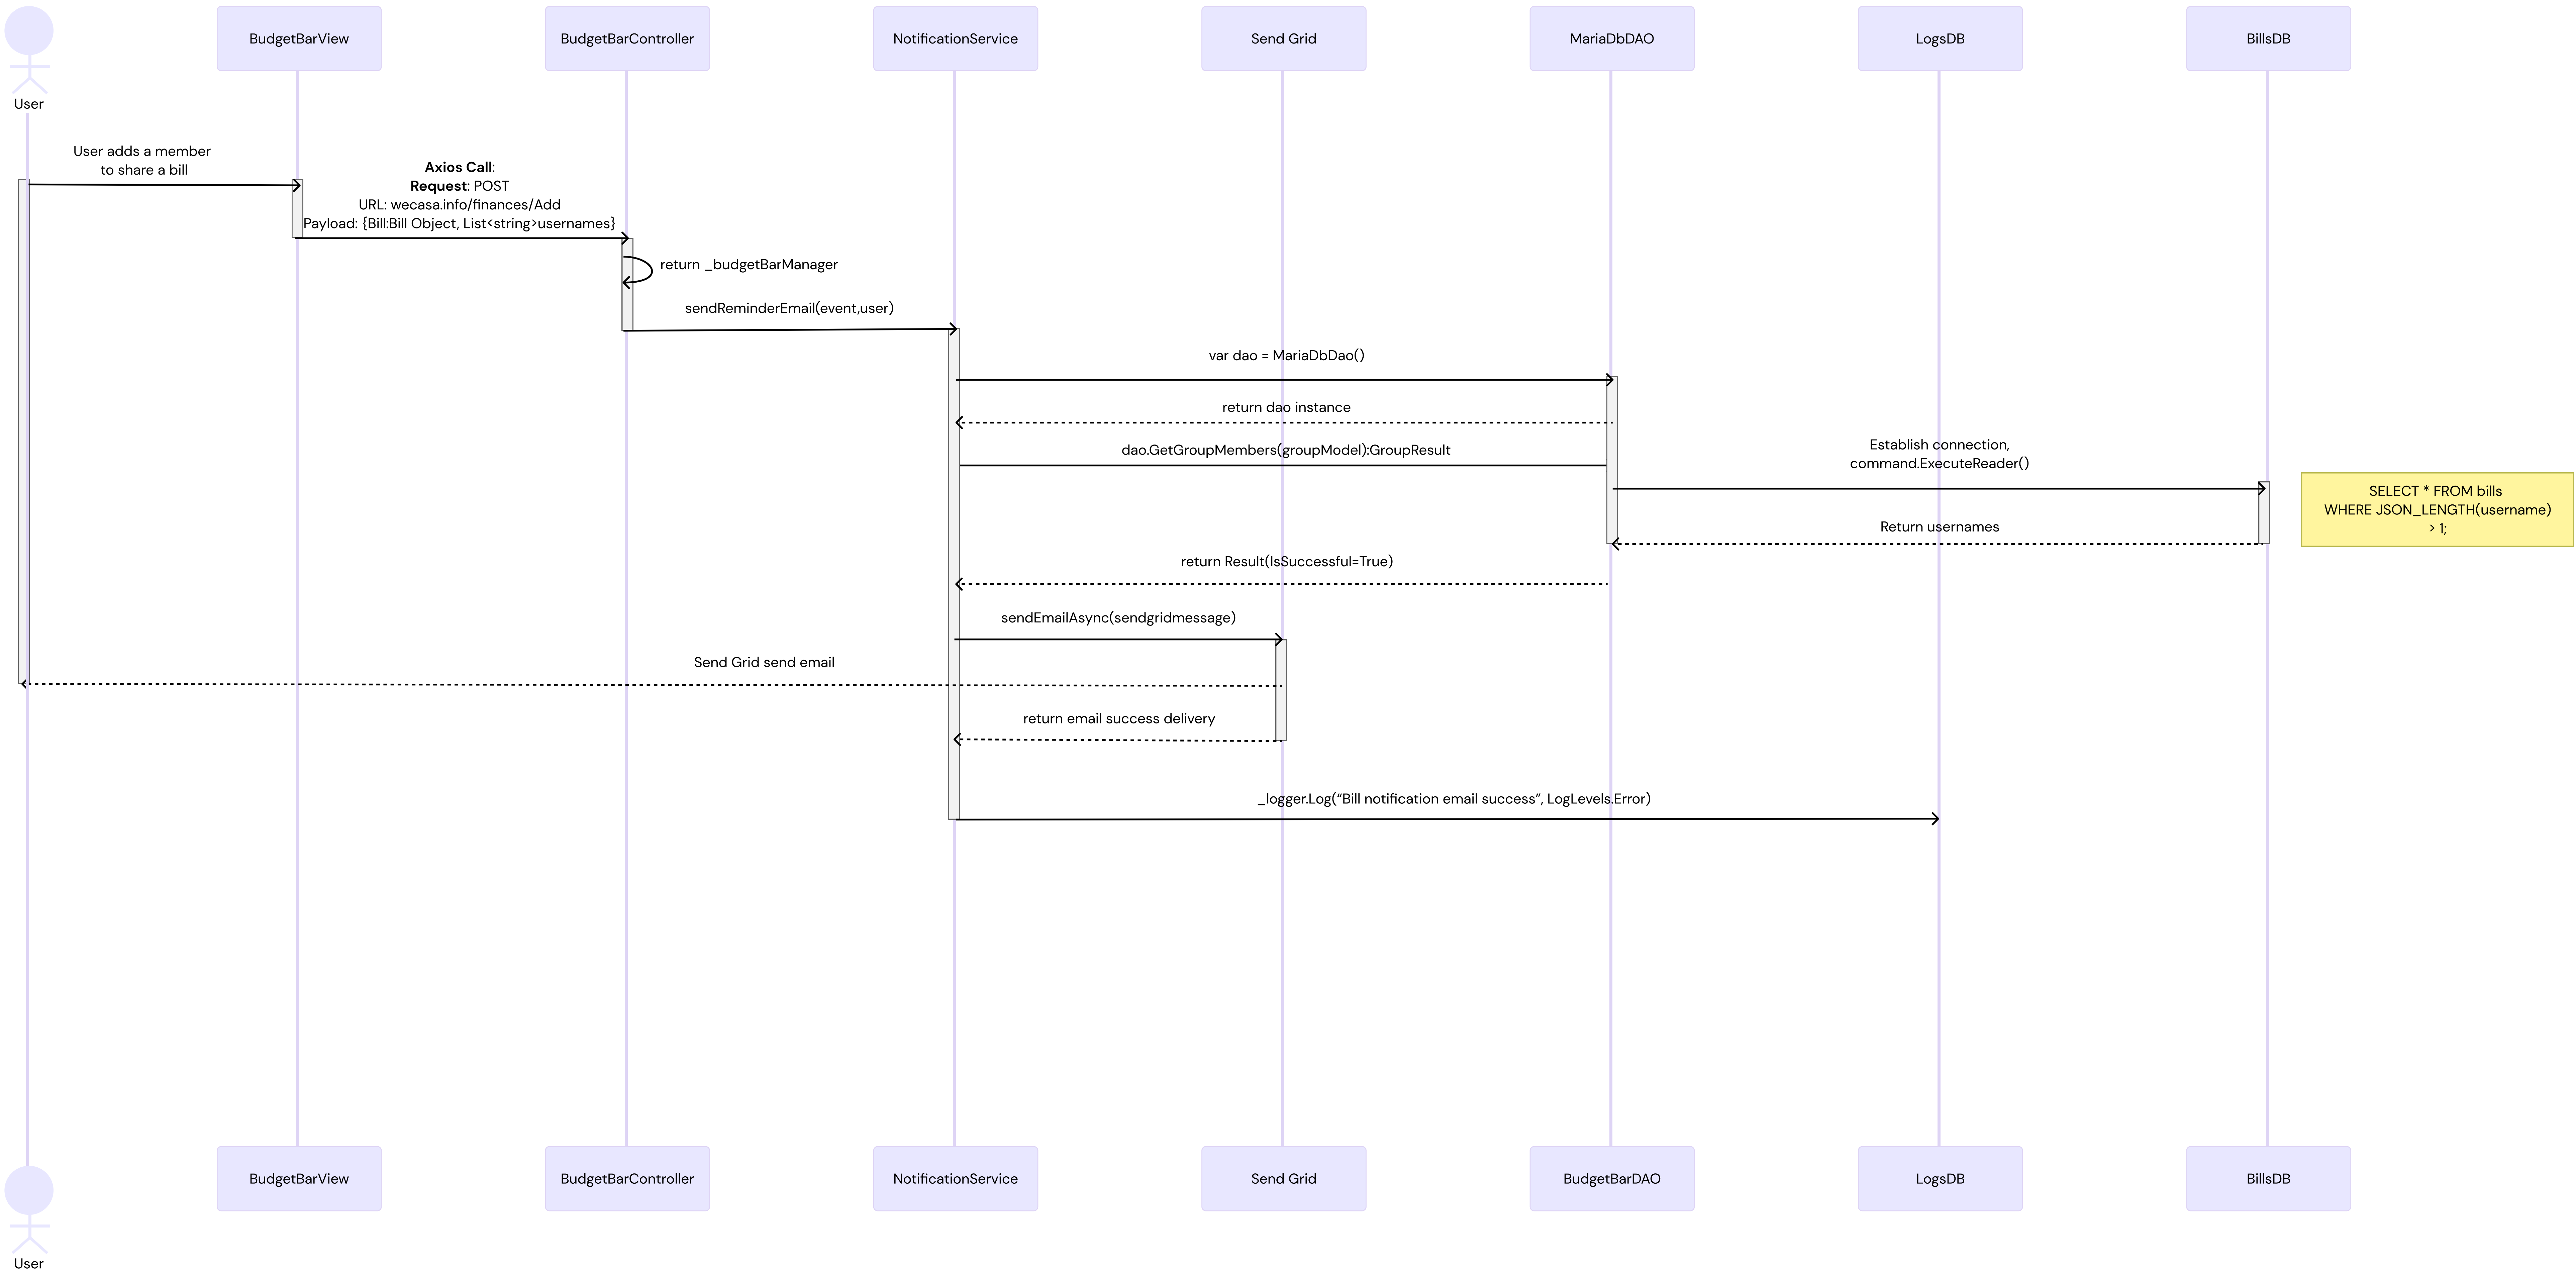 BudgetBarView
BudgetBarController
NotificationService
Send Grid
MariaDbDAO
LogsDB
BillsDB
User
User adds a member
to share a bill
Axios Call:
Request: POST
URL: wecasa.info/finances/Add
Payload: {Bill:Bill Object, List<string>usernames}
return _budgetBarManager
sendReminderEmail(event,user)
var dao = MariaDbDao()
return dao instance
dao.GetGroupMembers(groupModel):GroupResult
Establish connection,
command.ExecuteReader()
SELECT * FROM bills
WHERE JSON_LENGTH(username)
> 1;
Return usernames
return Result(IsSuccessful=True)
sendEmailAsync(sendgridmessage)
Send Grid send email
return email success delivery
_logger.Log(“Bill notification email success”, LogLevels.Error)
BudgetBarView
BudgetBarController
NotificationService
Send Grid
BudgetBarDAO
LogsDB
BillsDB
User